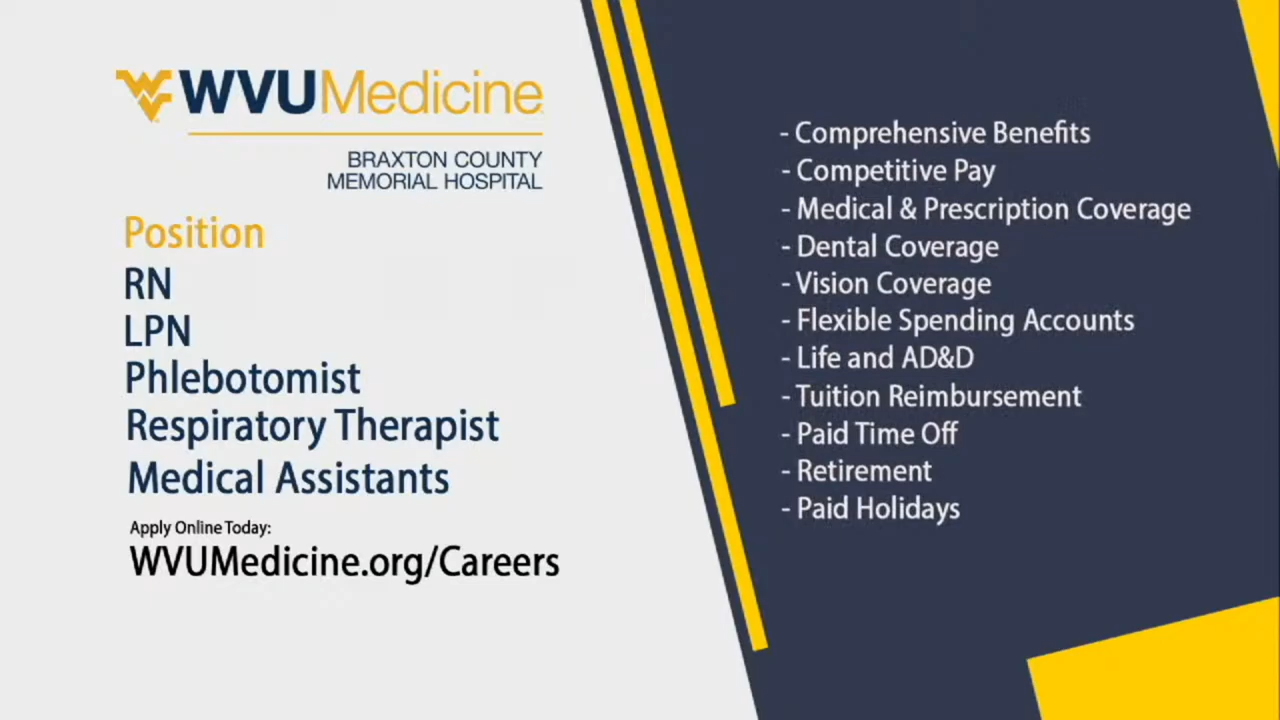 WVUMedicine
BRAXTON COUNTY
MEMORIAL HOSPITAL
Position
RN
LPN
Phlebotomist
Respiratory Therapist
Medical Assistants
Apply Online Today:
WVUMedicine.org/Careers
- Comprehensive Benefits
- Competitive Pay
- Medical & Prescription Coverage
- Dental Coverage
- Vision Coverage
- Flexible Spending Accounts
- Life and AD&D
- Tuition Reimbursement
- Paid Time Off
- Retirement
- Paid Holidays